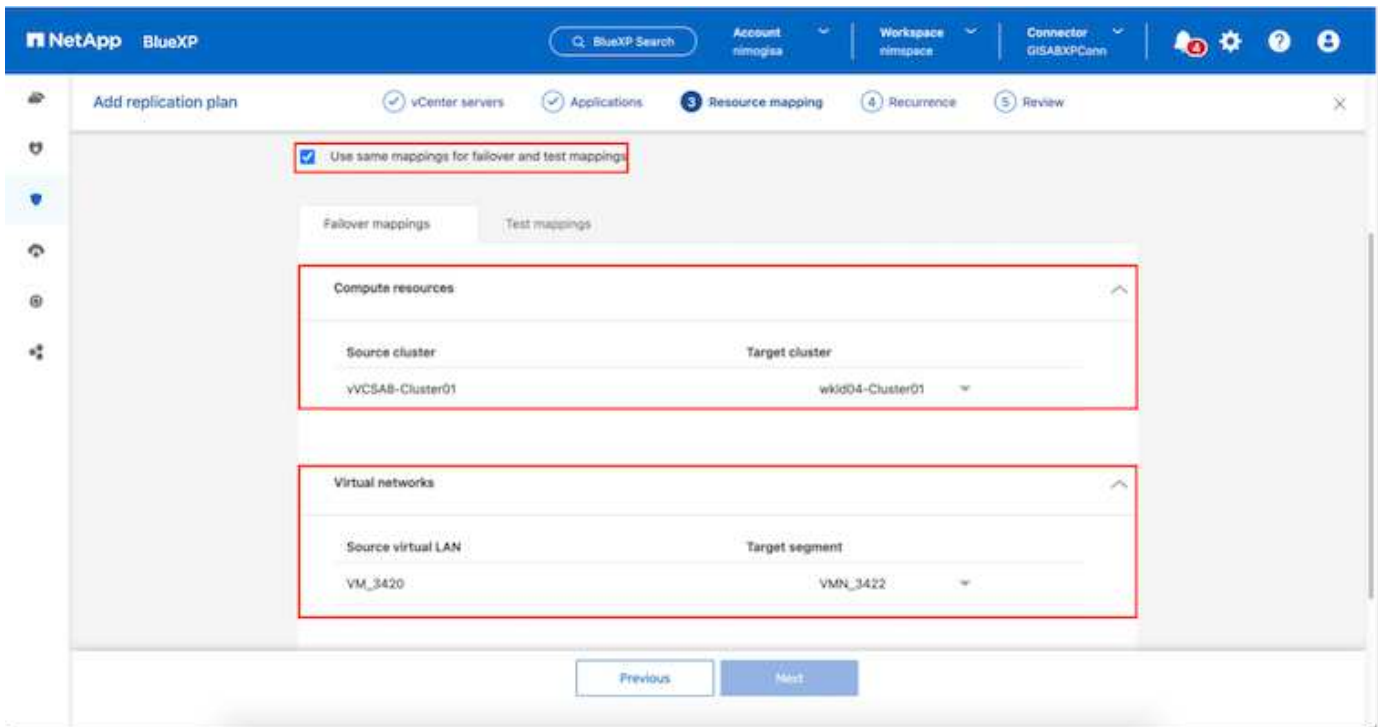 NetApp BlueXP BlueXP Search Account nimogisa Workspace nimspace Connector GISABXPConn 4 ?
Add replication plan vCenter servers Applications 3 Resource mapping 4 Recurrence 5 Review
Use same mappings for failover and test mappings
Failover mappings Test mappings
Compute resources
Source cluster Target cluster
vVCSAB-Cluster01 wkld04-Cluster01
Virtual networks
Source virtual LAN Target segment
VM_3420 VMN_3422
Previous Next